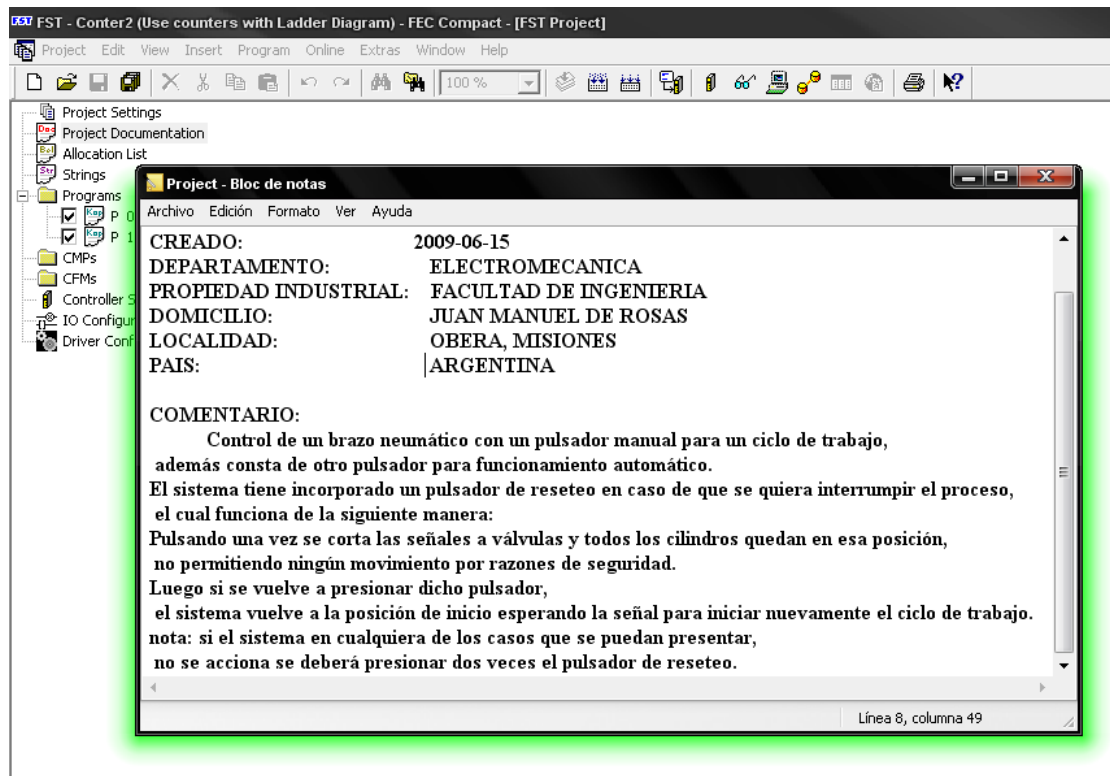 FST FST - Conter2 (Use counters with Ladder Diagram) - FEC Compact - [FST Project]
Project Edit View Insert Program Online Extras Window Help
100 %
Project Settings
Project Documentation
Allocation List
Strings
Programs
P 0
P 1
CMPs
CFMs
Controller S
IO Configur
Driver Conf
Project - Bloc de notas
Archivo Edición Formato Ver Ayuda
CREADO: 2009-06-15
DEPARTAMENTO: ELECTROMECANICA
PROPIEDAD INDUSTRIAL: FACULTAD DE INGENIERIA
DOMICILIO: JUAN MANUEL DE ROSAS
LOCALIDAD: OBERA, MISIONES
PAIS: ARGENTINA
COMENTARIO:
Control de un brazo neumático con un pulsador manual para un ciclo de trabajo,
además consta de otro pulsador para funcionamiento automático.
El sistema tiene incorporado un pulsador de reseteo en caso de que se quiera interrumpir el proceso,
el cual funciona de la siguiente manera:
Pulsando una vez se corta las señales a válvulas y todos los cilindros quedan en esa posición,
no permitiendo ningún movimiento por razones de seguridad.
Luego si se vuelve a presionar dicho pulsador,
el sistema vuelve a la posición de inicio esperando la señal para iniciar nuevamente el ciclo de trabajo.
nota: si el sistema en cualquiera de los casos que se puedan presentar,
no se acciona se deberá presionar dos veces el pulsador de reseteo.
Línea 8, columna 49